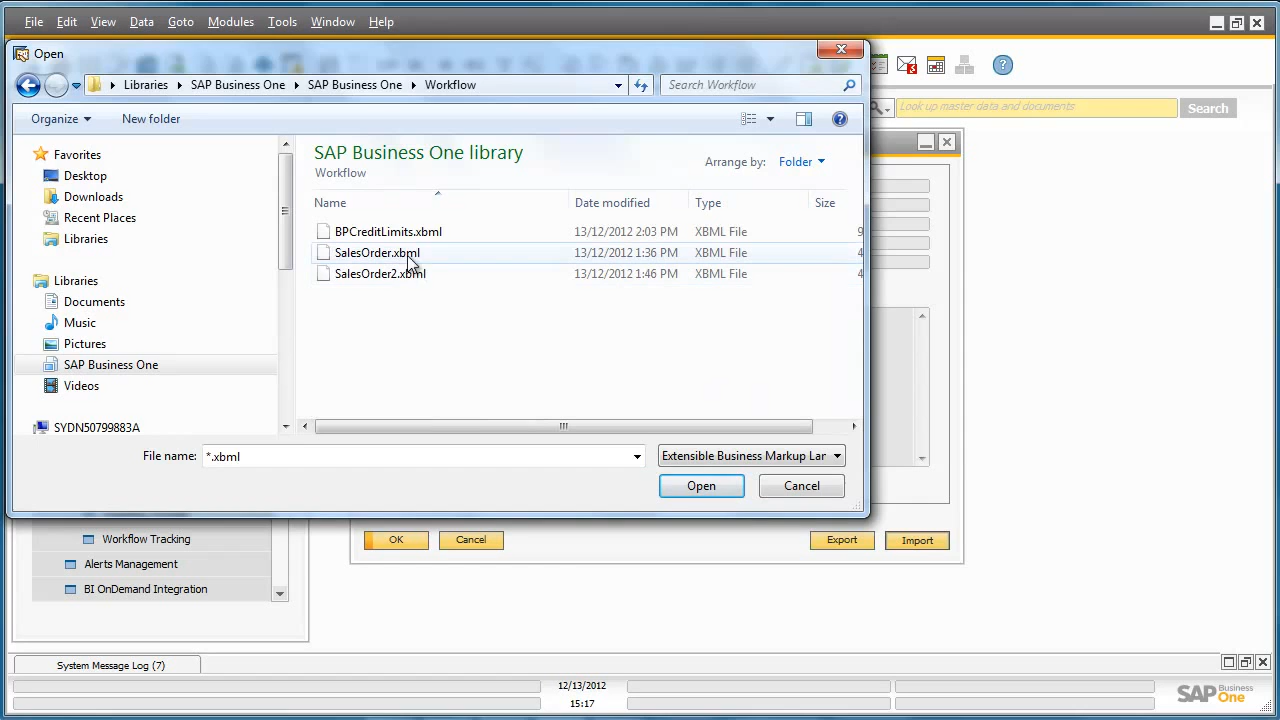 File Edit View Data Goto Modules Tools Window Help
Open
Libraries SAP Business One SAP Business One Workflow
Search Workflow
Look up master data and documents
Search
Organize New folder
SAP Business One library
Workflow
Arrange by: Folder
Name Date modified Type Size
BPCreditLimits.xbml 13/12/2012 2:03 PM XBML File 9
SalesOrder.xbml 13/12/2012 1:36 PM XBML File 4
SalesOrder2.xbml 13/12/2012 1:46 PM XBML File 4
Favorites
Desktop
Downloads
Recent Places
Libraries
Libraries
Documents
Music
Pictures
SAP Business One
Videos
SYDN50799883A
File name: *.xbml Extensible Business Markup Lar
Open Cancel
Workflow Tracking
Alerts Management
BI OnDemand Integration
OK Cancel Export Import
System Message Log (7)
12/13/2012
15:17
SAP Business One